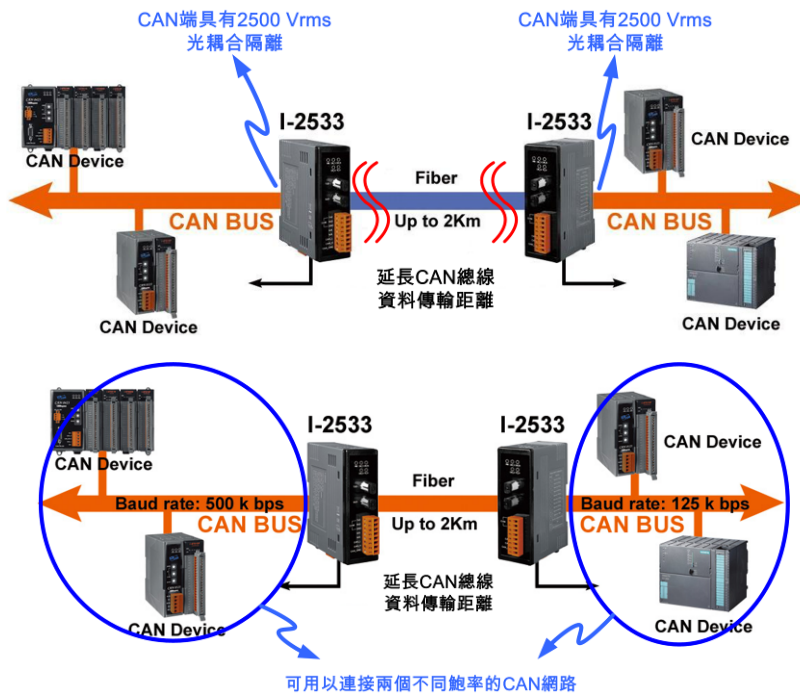 CAN端具有2500 Vrms
光耦合隔離
CAN端具有2500 Vrms
光耦合隔離
I-2533
I-2533
CAN Device
CAN Device
Fiber
CAN BUS
Up to 2Km
CAN BUS
延長CAN總線
資料傳輸距離
CAN Device
CAN Device
I-2533
I-2533
CAN Device
CAN Device
Fiber
Baud rate: 500 k bps
Baud rate: 125 k bps
CAN BUS
Up to 2Km
CAN BUS
延長CAN總線
資料傳輸距離
CAN Device
CAN Device
可用以連接兩個不同鮑率的CAN網路